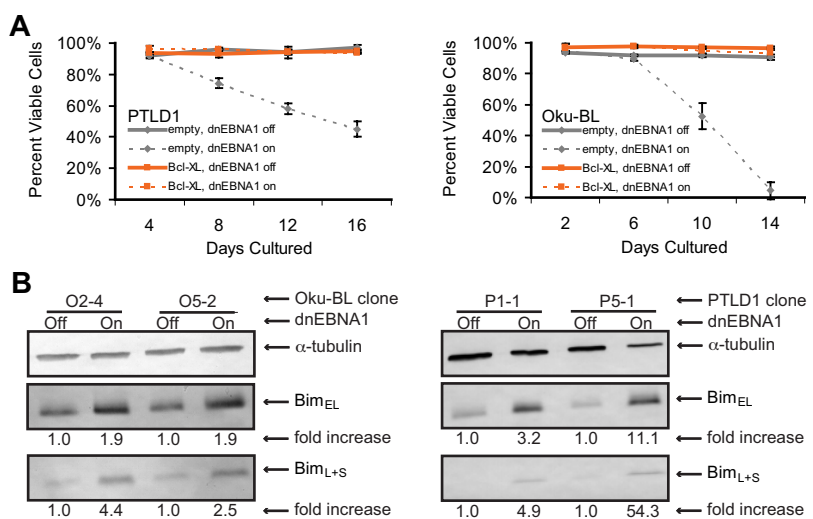 A
Percent Viable Cells
100%
80%
60%
40%
20%
0%
PTLD1
empty, dnEBNA1 off
empty, dnEBNA1 on
Bcl-XL, dnEBNA1 off
Bcl-XL, dnEBNA1 on
4 8 12 16
Days Cultured
Percent Viable Cells
100%
80%
60%
40%
20%
0%
Oku-BL
empty, dnEBNA1 off
empty, dnEBNA1 on
Bcl-XL, dnEBNA1 off
Bcl-XL, dnEBNA1 on
2 6 10 14
Days Cultured
B
O2-4 O5-2 Oku-BL clone
Off On Off On dnEBNA1
α-tubulin
BimEL
1.0 1.9 1.0 1.9 fold increase
BimL+S
1.0 4.4 1.0 2.5 fold increase
P1-1 P5-1 PTLD1 clone
Off On Off On dnEBNA1
α-tubulin
BimEL
1.0 3.2 1.0 11.1 fold increase
BimL+S
1.0 4.9 1.0 54.3 fold increase